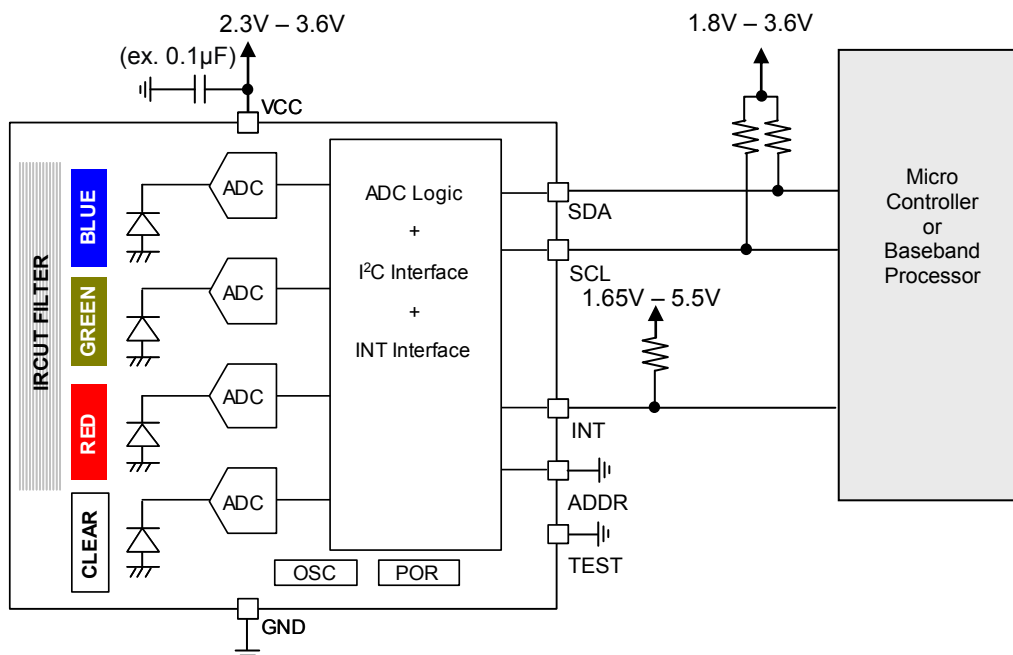 2.3V – 3.6V
(ex. 0.1µF)
VCC
1.8V – 3.6V
IRCUT FILTER
BLUE
GREEN
RED
CLEAR
ADC
ADC
ADC
ADC
ADC Logic
+
I²C Interface
+
INT Interface
OSC
POR
GND
SDA
SCL
1.65V – 5.5V
INT
ADDR
TEST
Micro
Controller
or
Baseband
Processor